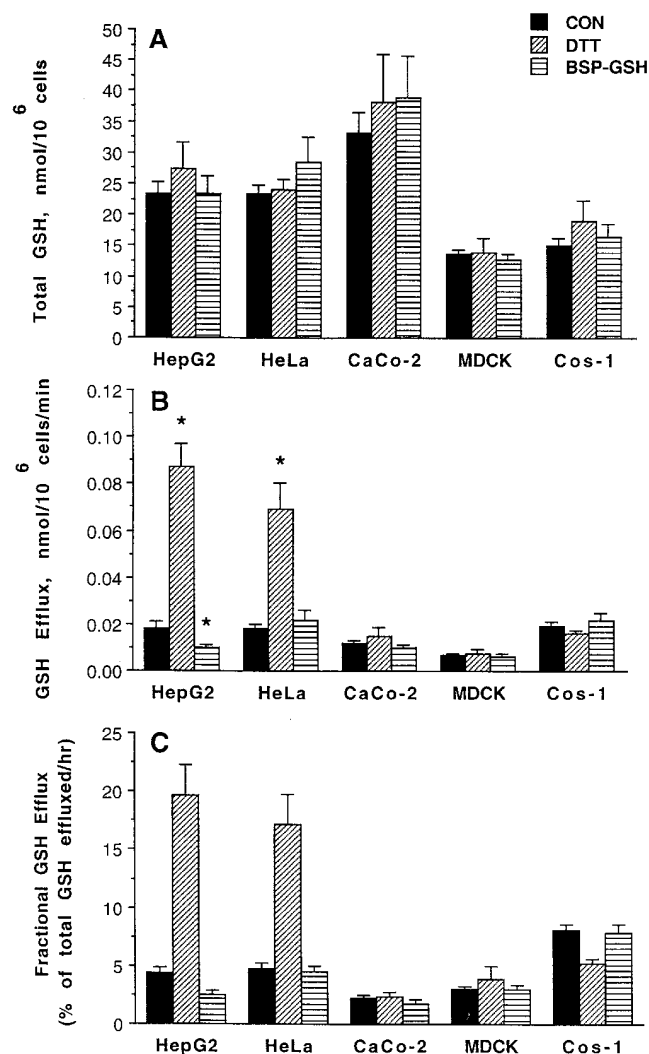 CON
DTT
BSP-GSH
A
Total GSH, nmol/10^6 cells
50
45
40
35
30
25
20
15
10
5
0
HepG2 HeLa CaCo-2 MDCK Cos-1
B
GSH Efflux, nmol/10^6 cells/min
0.12
0.10
0.08
0.06
0.04
0.02
0.00
*
*
*
HepG2 HeLa CaCo-2 MDCK Cos-1
C
Fractional GSH Efflux
(% of total GSH effluxed/hr)
25
20
15
10
5
0
HepG2 HeLa CaCo-2 MDCK Cos-1